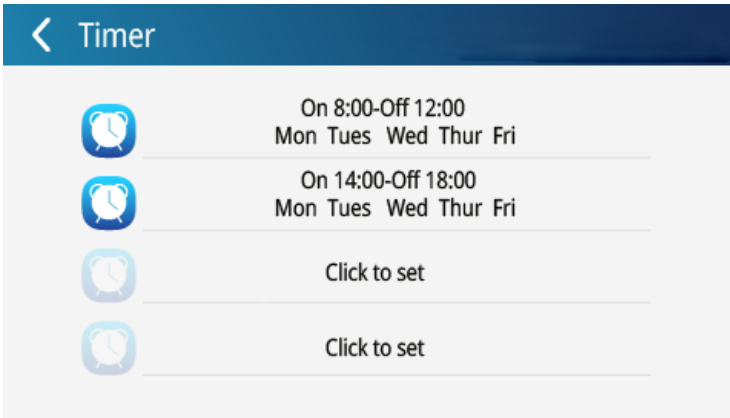 Timer
On 8:00-Off 12:00
Mon Tues Wed Thur Fri
On 14:00-Off 18:00
Mon Tues Wed Thur Fri
Click to set
Click to set